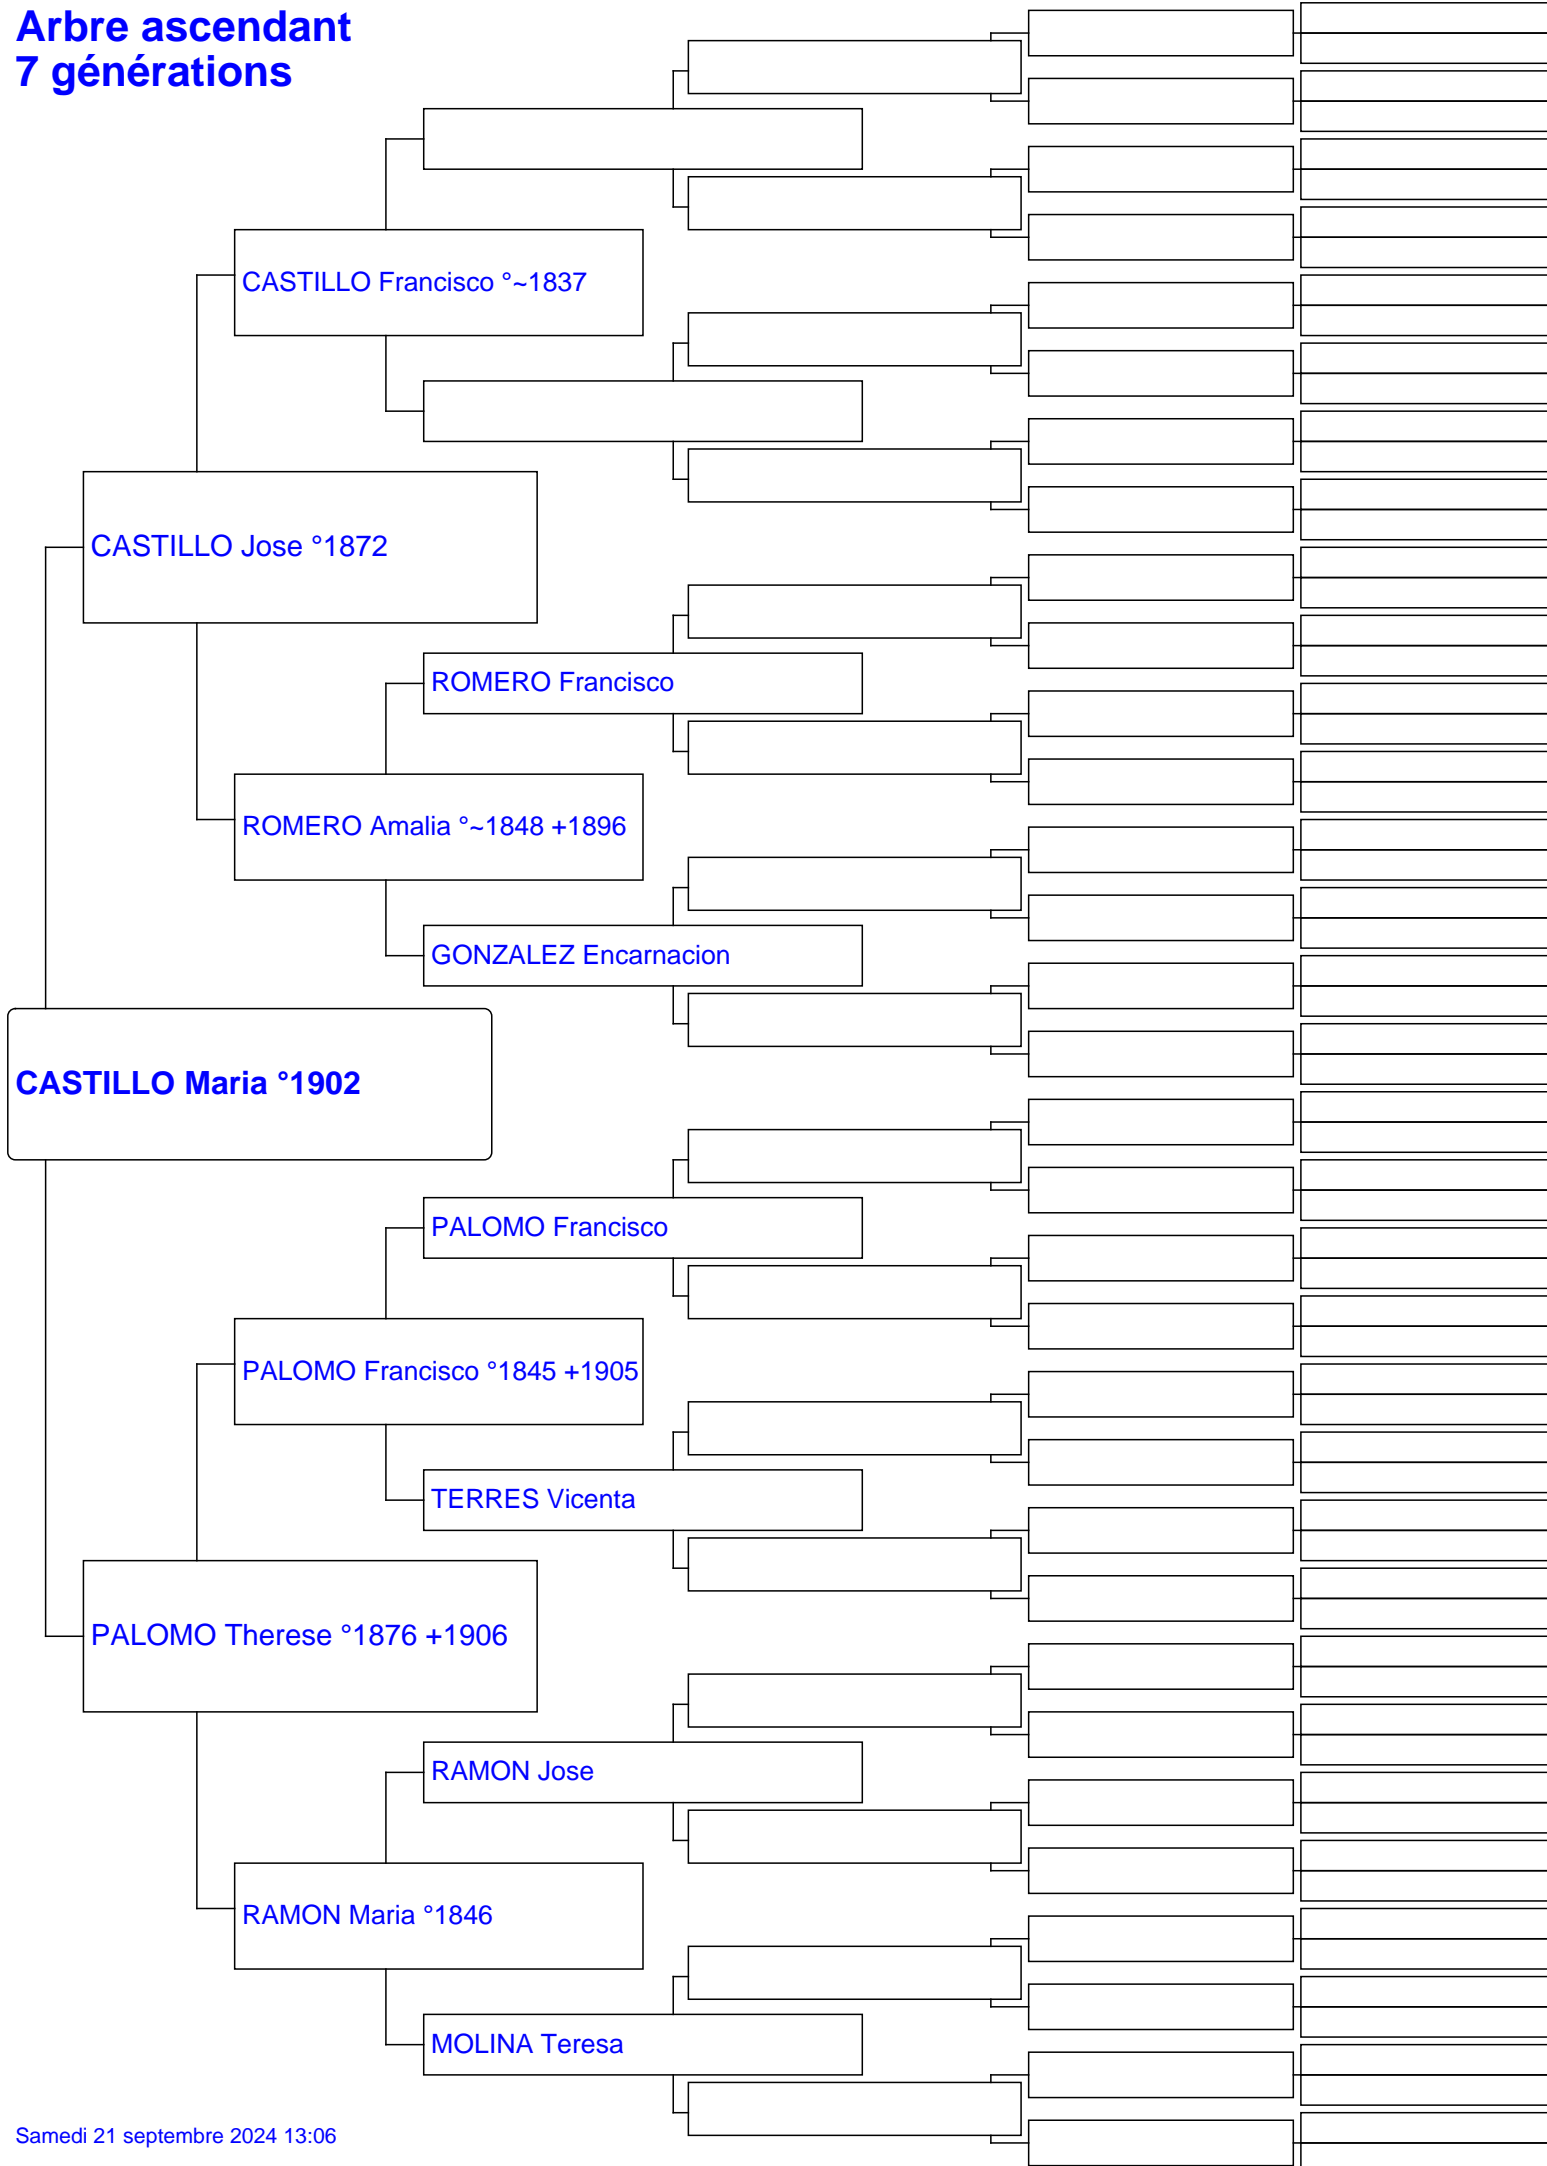 Arbre ascendant
7 générations
CASTILLO Francisco °~1837
CASTILLO Jose °1872
ROMERO Francisco
ROMERO Amalia °~1848 +1896
GONZALEZ Encarnacion
CASTILLO Maria °1902
PALOMO Francisco
PALOMO Francisco °1845 +1905
TERRES Vicenta
PALOMO Therese °1876 +1906
RAMON Jose
RAMON Maria °1846
MOLINA Teresa
Samedi 21 septembre 2024 13:06